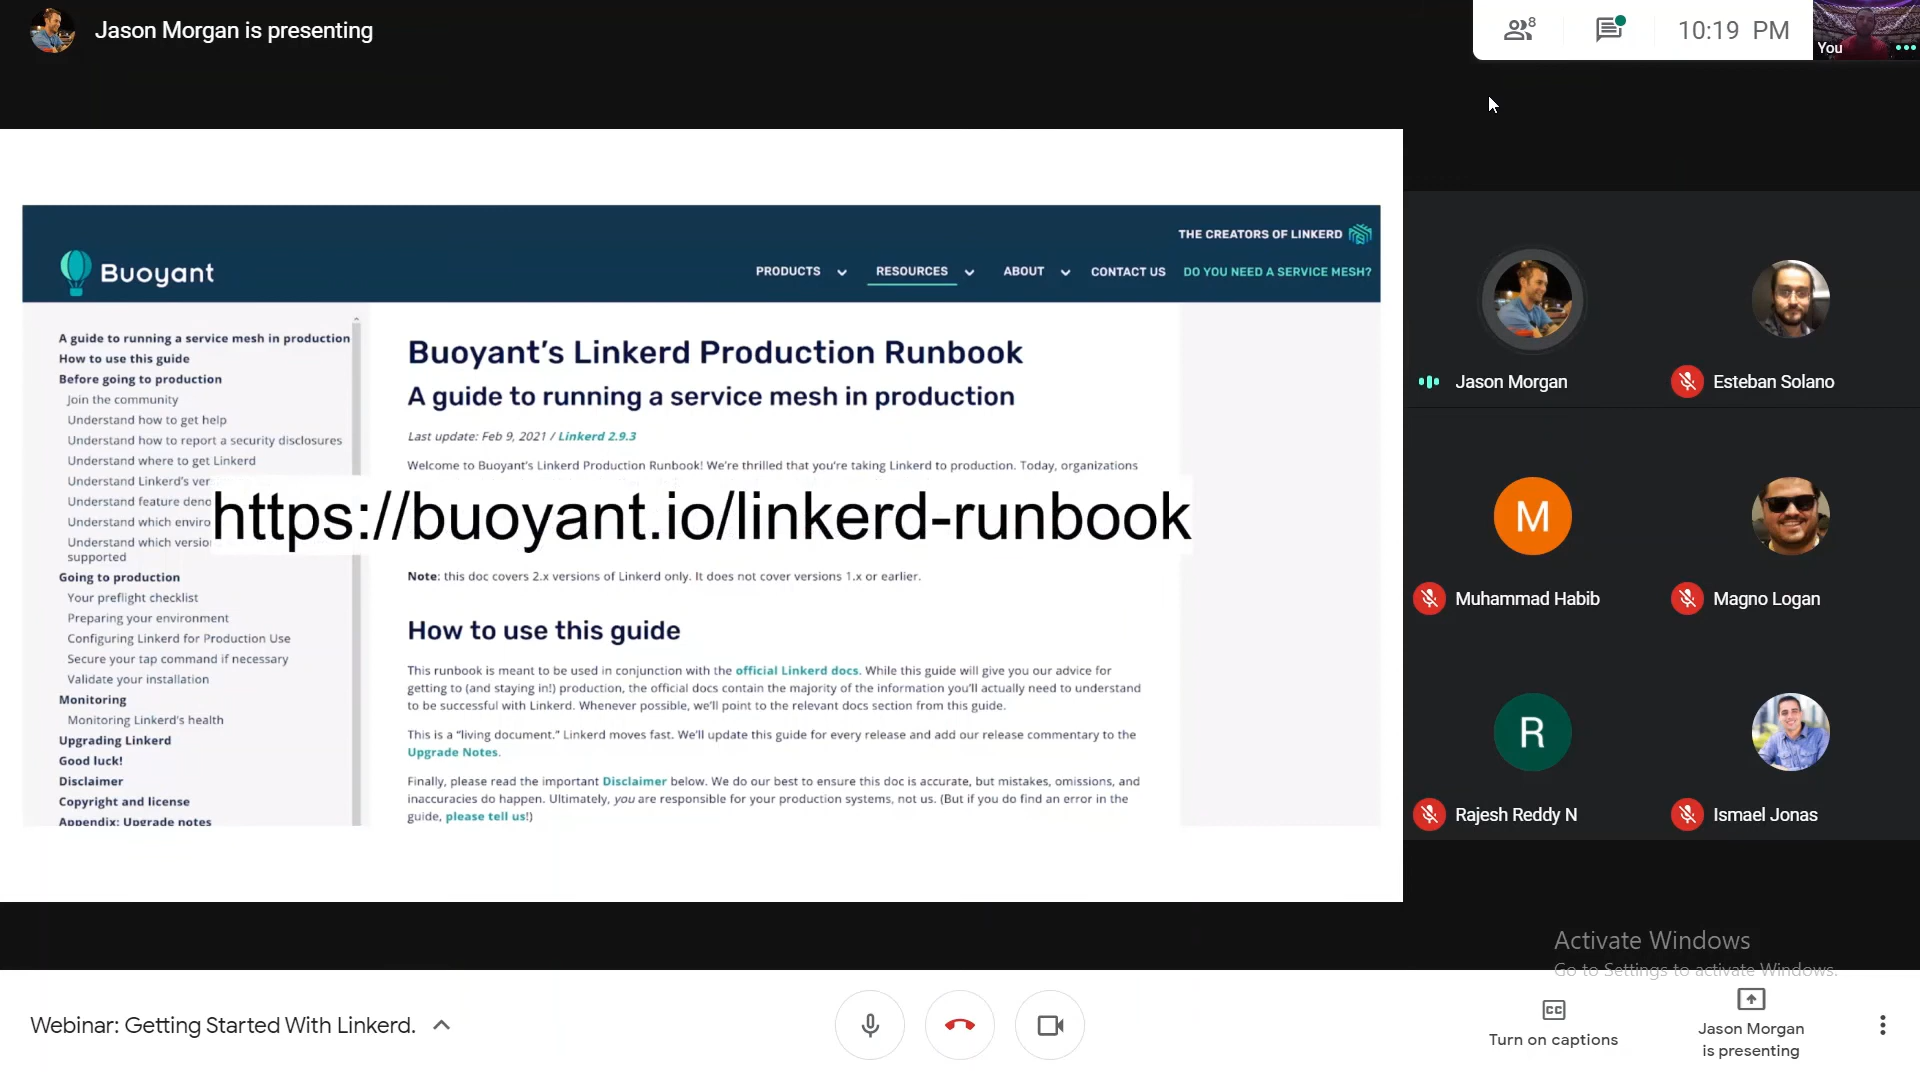 Jason Morgan is presenting
8
10:19 PM
You
THE CREATORS OF LINKERD
Buoyant
PRODUCTS
RESOURCES
ABOUT
CONTACT US
DO YOU NEED A SERVICE MESH?
A guide to running a service mesh in production
How to use this guide
Before going to production
Join the community
Understand how to get help
Understand how to report a security disclosures
Understand where to get Linkerd
Understand Linkerd's ver
Understand feature deno
Understand which enviro
Understand which version
supported
Going to production
Your preflight checklist
Preparing your environment
Configuring Linkerd for Production Use
Secure your tap command if necessary
Validate your installation
Monitoring
Monitoring Linkerd's health
Upgrading Linkerd
Good luck!
Disclaimer
Copyright and license
Appendix: Upgrade notes
Buoyant's Linkerd Production Runbook
A guide to running a service mesh in production
Last update: Feb 9, 2021 / Linkerd 2.9.3
Welcome to Buoyant's Linkerd Production Runbook! We're thrilled that you're taking Linkerd to production. Today, organizations
https://buoyant.io/linkerd-runbook
Note: this doc covers 2.x versions of Linkerd only. It does not cover versions 1.x or earlier.
How to use this guide
This runbook is meant to be used in conjunction with the official Linkerd docs. While this guide will give you our advice for
getting to (and staying in!) production, the official docs contain the majority of the information you'll actually need to understand
to be successful with Linkerd. Whenever possible, we'll point to the relevant docs section from this guide.
This is a “living document.” Linkerd moves fast. We'll update this guide for every release and add our release commentary to the
Upgrade Notes.
Finally, please read the important Disclaimer below. We do our best to ensure this doc is accurate, but mistakes, omissions, and
inaccuracies do happen. Ultimately, you are responsible for your production systems, not us. (But if you do find an error in the
guide, please tell us!)
Jason Morgan
Esteban Solano
M
Muhammad Habib
Magno Logan
R
Rajesh Reddy N
Ismael Jonas
Activate Windows
Go to Settings to activate Windows.
Webinar: Getting Started With Linkerd.
CC
Turn on captions
Jason Morgan
is presenting